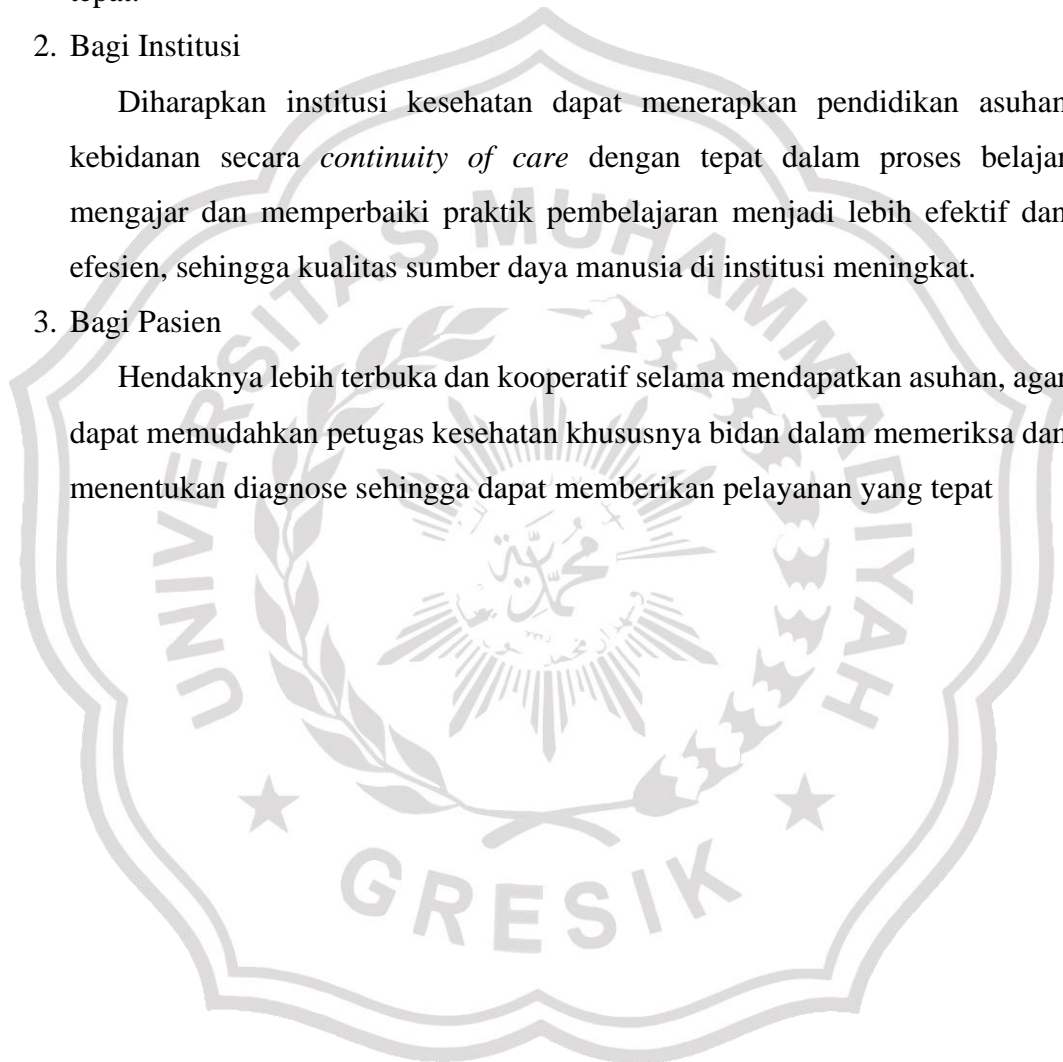 tepat.
2. Bagi Institusi
Diharapkan institusi kesehatan dapat menerapkan pendidikan asuhan
kebidanan secara continuity of care dengan tepat dalam proses belajar
mengajar dan memperbaiki praktik pembelajaran menjadi lebih efektif dan
efesien, sehingga kualitas sumber daya manusia di institusi meningkat.
3. Bagi Pasien
Hendaknya lebih terbuka dan kooperatif selama mendapatkan asuhan, agar
dapat memudahkan petugas kesehatan khususnya bidan dalam memeriksa dan
menentukan diagnose sehingga dapat memberikan pelayanan yang tepat
UNIVERSITAS MUHAMMADIYAH
GRESIK